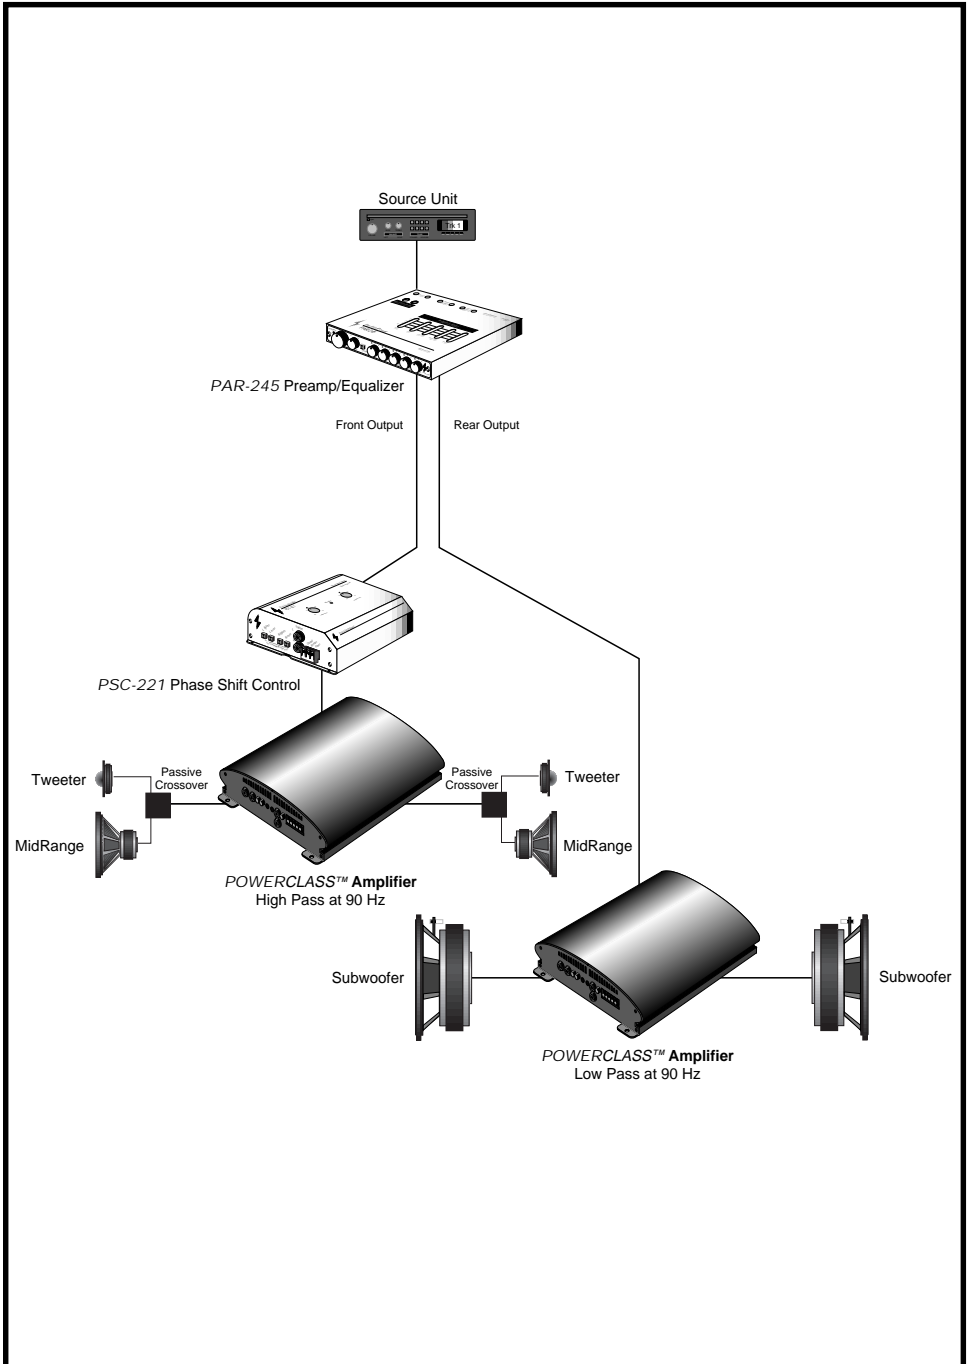 Source Unit
Trk 1
PAR-245 Preamp/Equalizer
Front Output
Rear Output
PSC-221 Phase Shift Control
Tweeter
Passive
Crossover
MidRange
Passive
Crossover
Tweeter
MidRange
POWERCLASS™ Amplifier
High Pass at 90 Hz
Subwoofer
Subwoofer
POWERCLASS™ Amplifier
Low Pass at 90 Hz